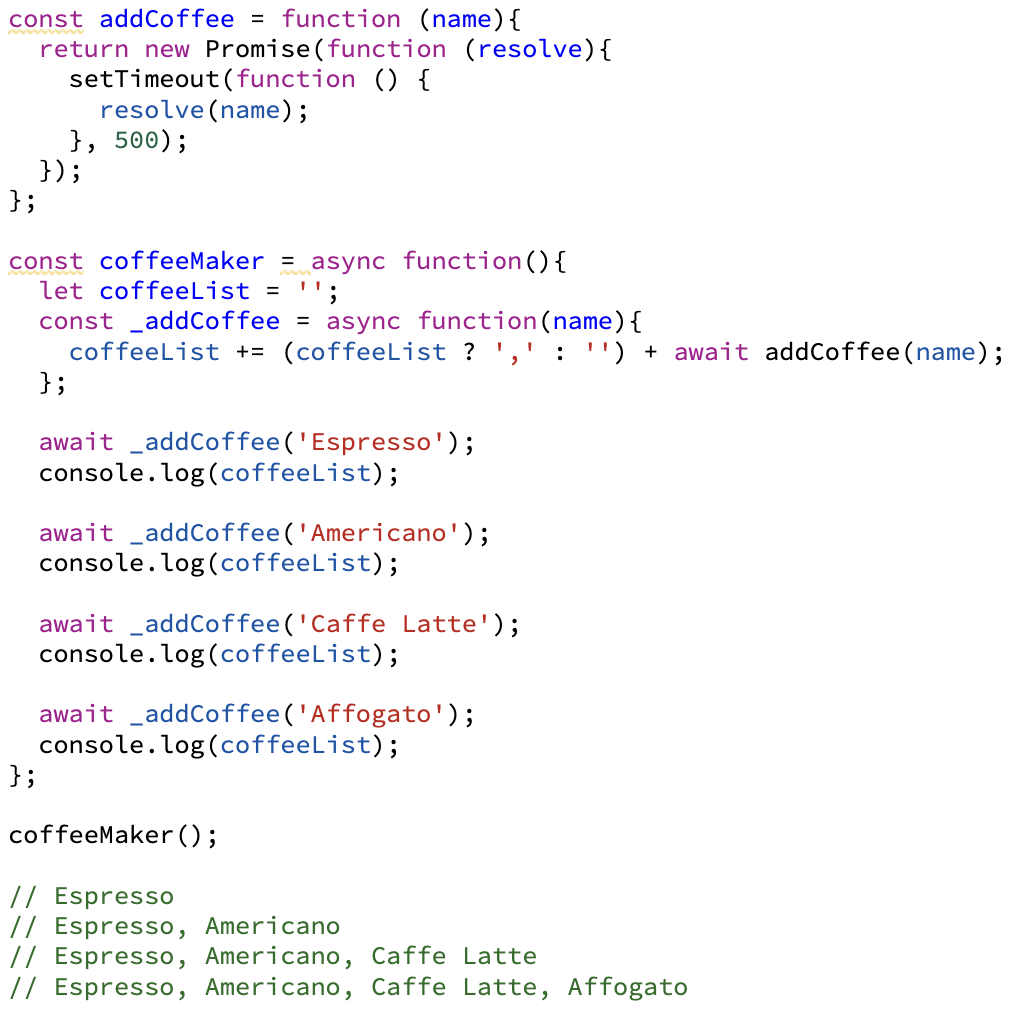 const addCoffee = function (name){
  return new Promise(function (resolve){
    setTimeout(function () {
      resolve(name);
    }, 500);
  });
};

const coffeeMaker = async function(){
  let coffeeList = '';
  const _addCoffee = async function(name){
    coffeeList += (coffeeList ? ',' : '') + await addCoffee(name);
  };

  await _addCoffee('Espresso');
  console.log(coffeeList);

  await _addCoffee('Americano');
  console.log(coffeeList);

  await _addCoffee('Caffe Latte');
  console.log(coffeeList);

  await _addCoffee('Affogato');
  console.log(coffeeList);
};

coffeeMaker();

// Espresso
// Espresso, Americano
// Espresso, Americano, Caffe Latte
// Espresso, Americano, Caffe Latte, Affogato